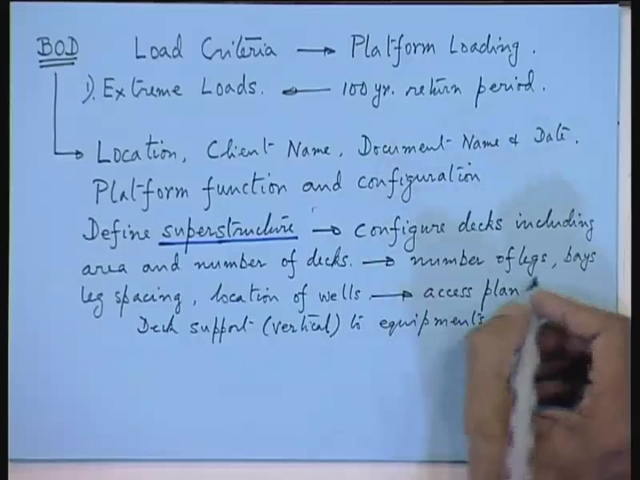 BOD Load Criteria → Platform Loading.
1). Extreme Loads. ← 100 yr. return period.
→ Location, Client Name, Document Name & Date.
Platform function and configuration
Define superstructure → configure decks including
area and number of decks. → number of legs, bays
leg spacing, location of wells → access plan
Deck support (vertical) to equipments